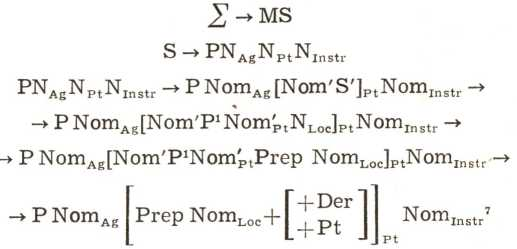 ∑ → MS
S → PN_Ag N_Pt N_Instr
PN_Ag N_Pt N_Instr → P Nom_Ag [Nom′S′]_Pt Nom_Instr →
→ P Nom_Ag [Nom′P¹Nom′_Pt N_Loc]_Pt Nom_Instr →
→ P Nom_Ag [Nom′P¹Nom′_Pt Prep Nom_Loc]_Pt Nom_Instr →
→ P Nom_Ag [Prep Nom_Loc + [+Der +Pt]]_Pt Nom_Instr⁷